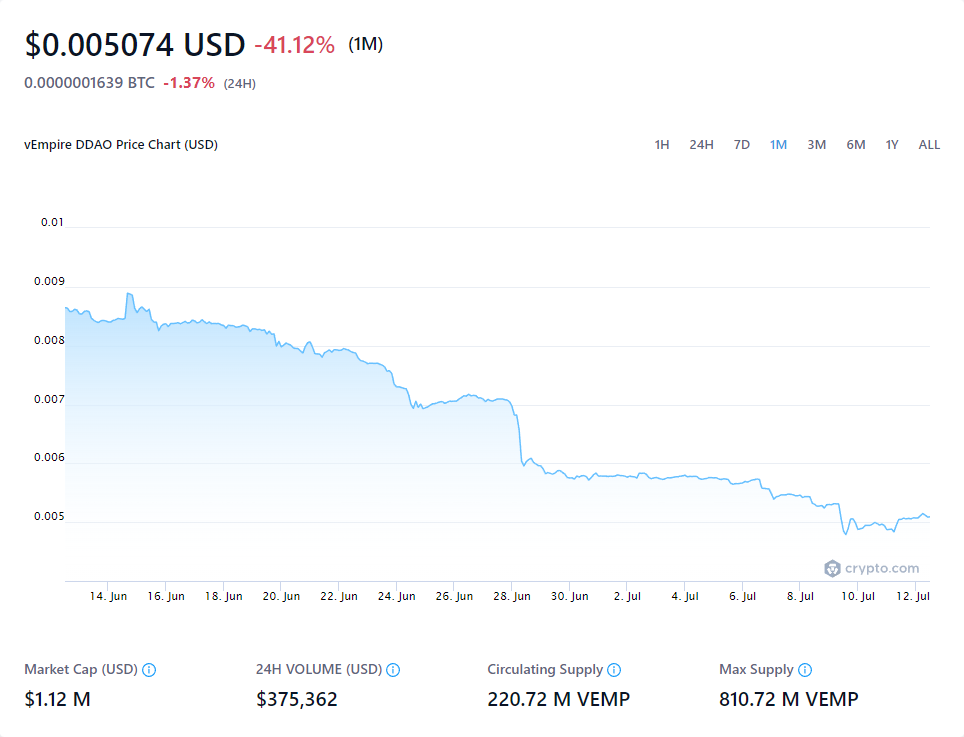 $0.005074 USD -41.12% (1M)
0.0000001639 BTC -1.37% (24H)
vEmpire DDAO Price Chart (USD) 1H 24H 7D 1M 3M 6M 1Y ALL
0.01
0.009
0.008
0.007
0.006
0.005
crypto.com
14. Jun 16. Jun 18. Jun 20. Jun 22. Jun 24. Jun 26. Jun 28. Jun 30. Jun 2. Jul 4. Jul 6. Jul 8. Jul 10. Jul 12. Jul
Market Cap (USD) 24H VOLUME (USD) Circulating Supply Max Supply
$1.12 M $375,362 220.72 M VEMP 810.72 M VEMP